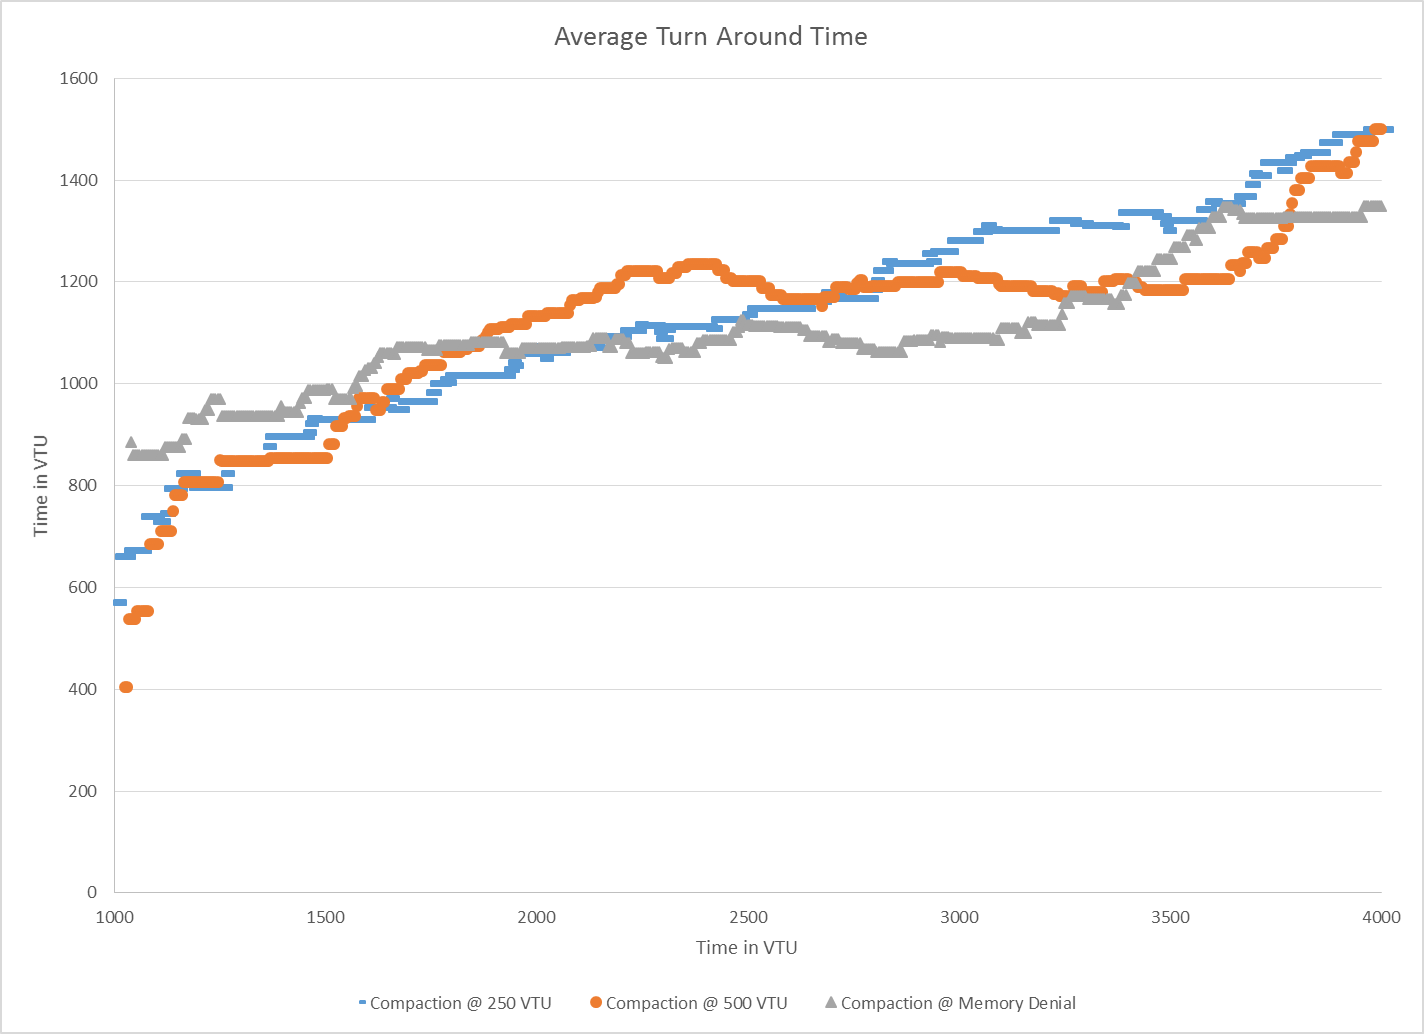 Average Turn Around Time
1600
1400
1200
1000
800
600
400
200
0
Time in VTU
1000 1500 2000 2500 3000 3500 4000
Time in VTU
Compaction @ 250 VTU Compaction @ 500 VTU Compaction @ Memory Denial